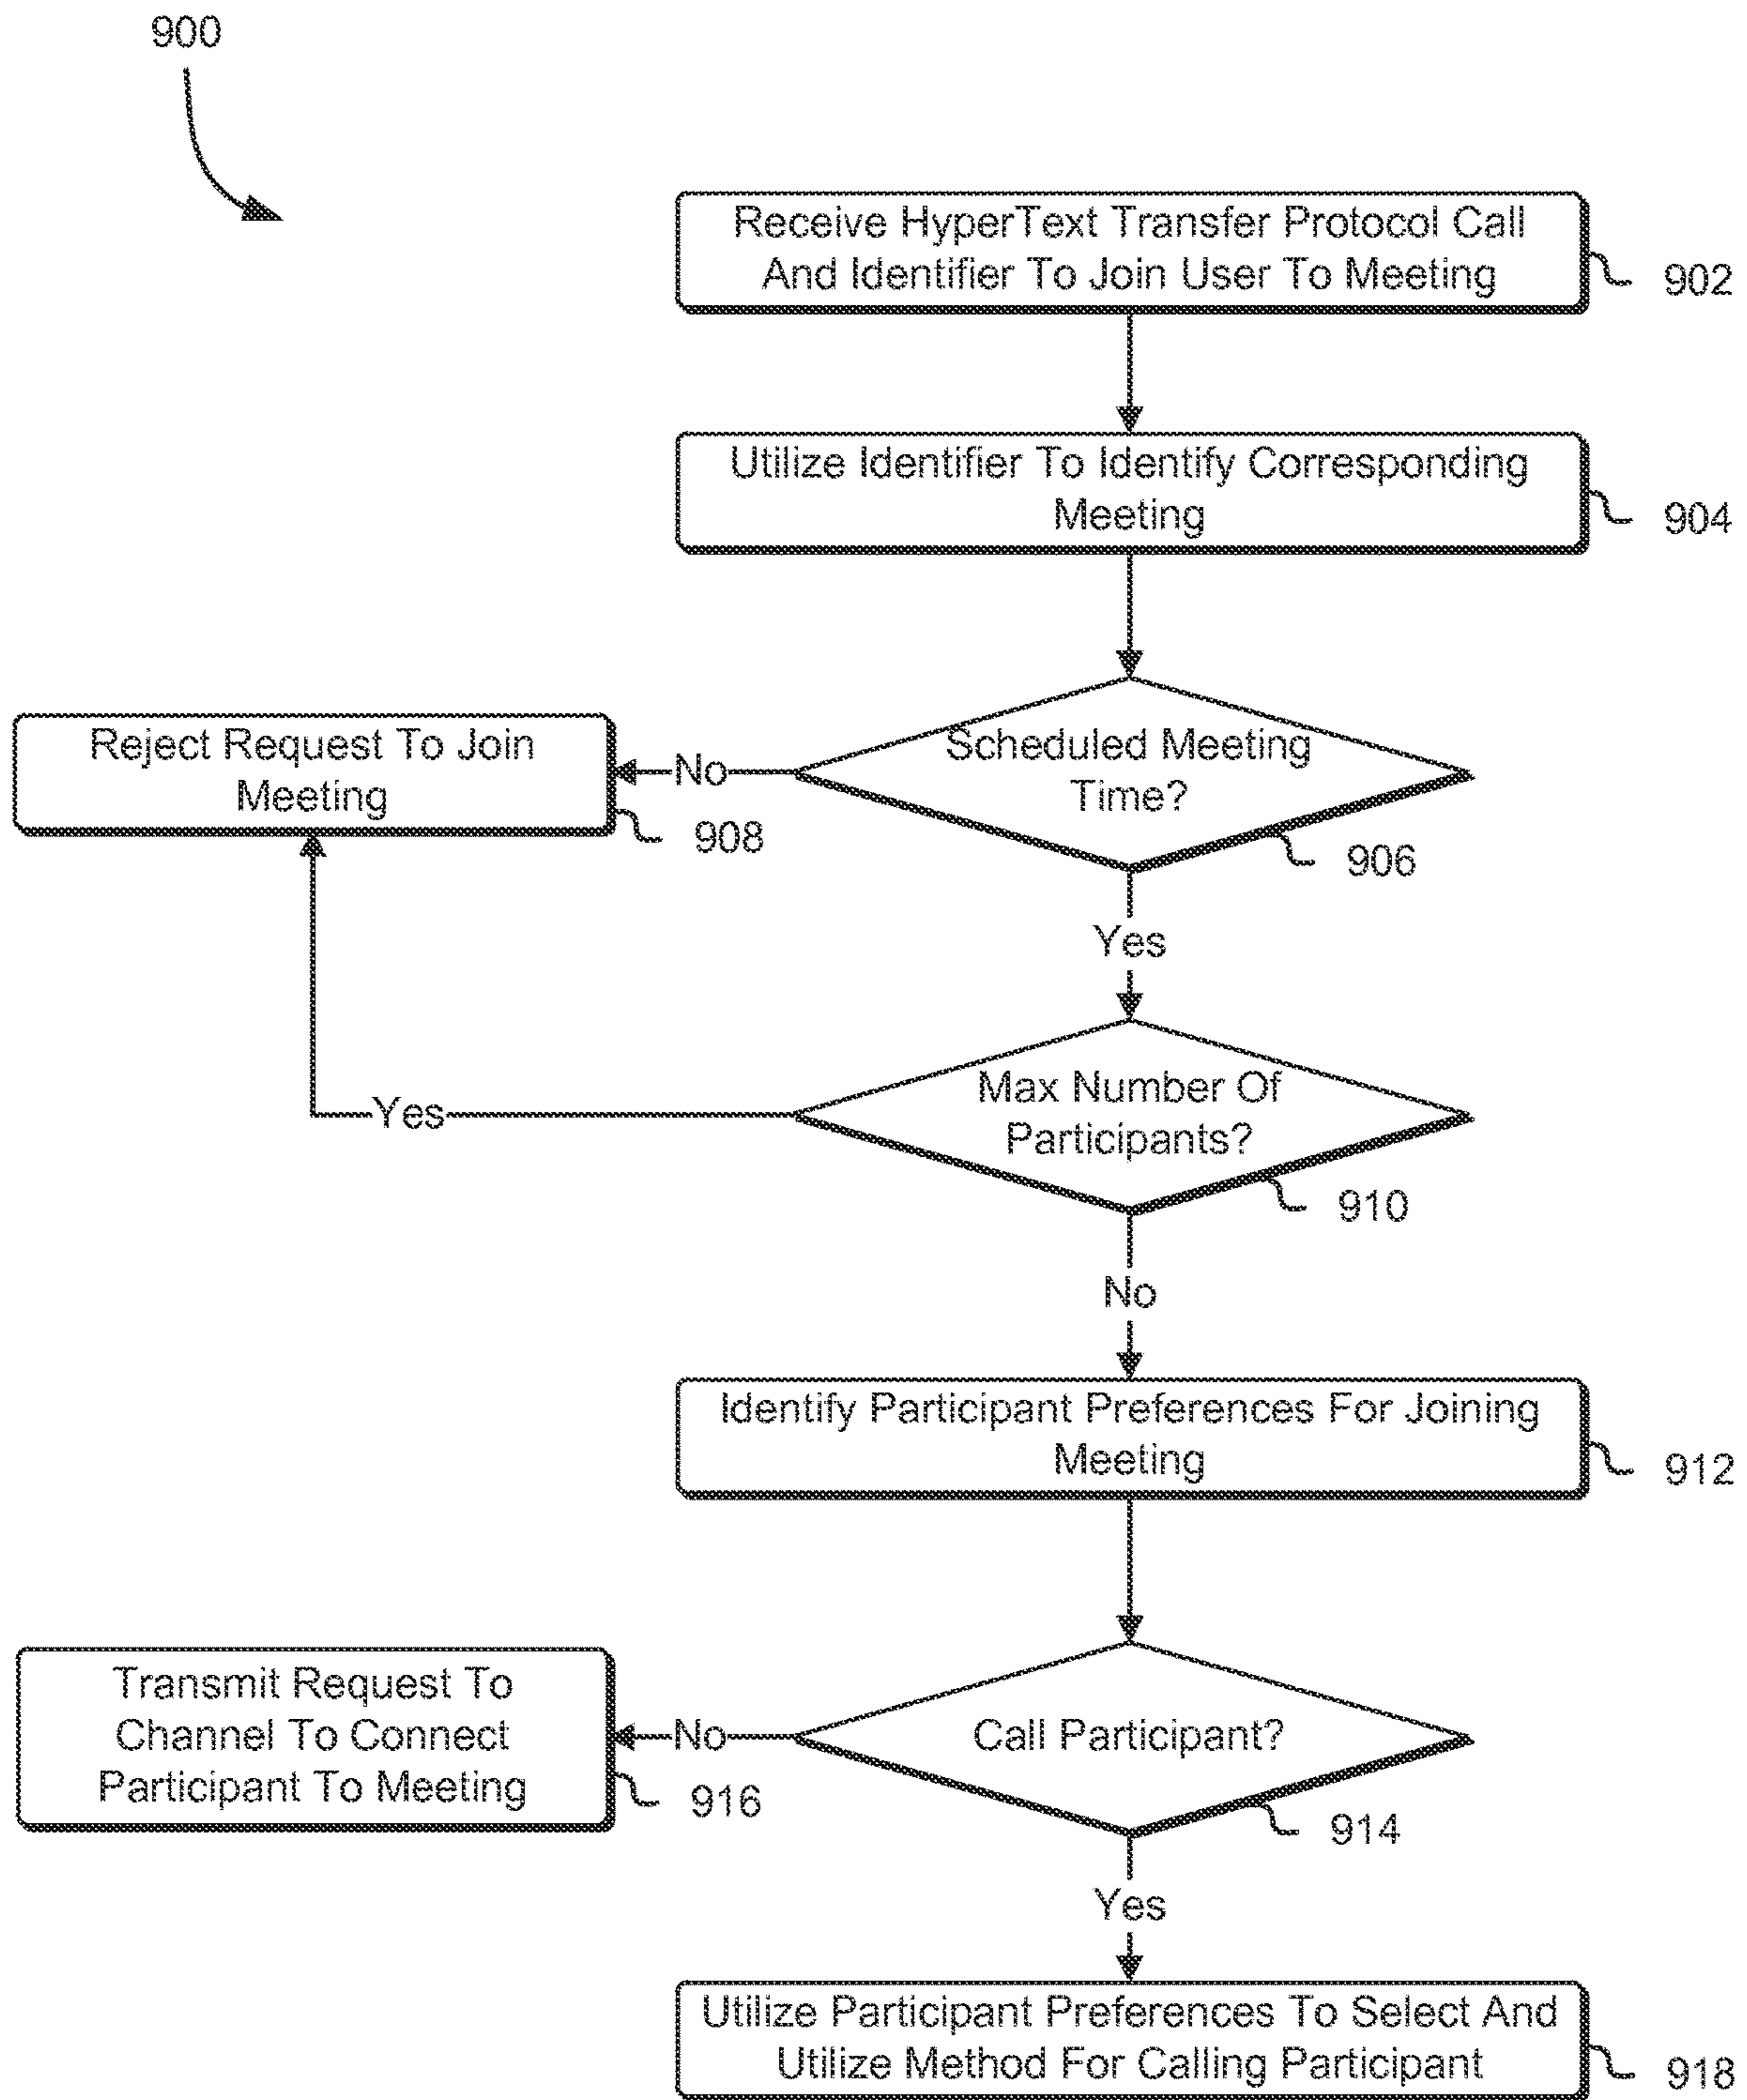 900
Receive HyperText Transfer Protocol Call
And Identifier To Join User To Meeting
902
Utilize Identifier To Identify Corresponding
Meeting
904
Scheduled Meeting
Time?
906
No
Reject Request To Join
Meeting
908
Yes
Max Number Of
Participants?
910
Yes
No
Identify Participant Preferences For Joining
Meeting
912
Call Participant?
914
No
Transmit Request To
Channel To Connect
Participant To Meeting
916
Yes
Utilize Participant Preferences To Select And
Utilize Method For Calling Participant
918